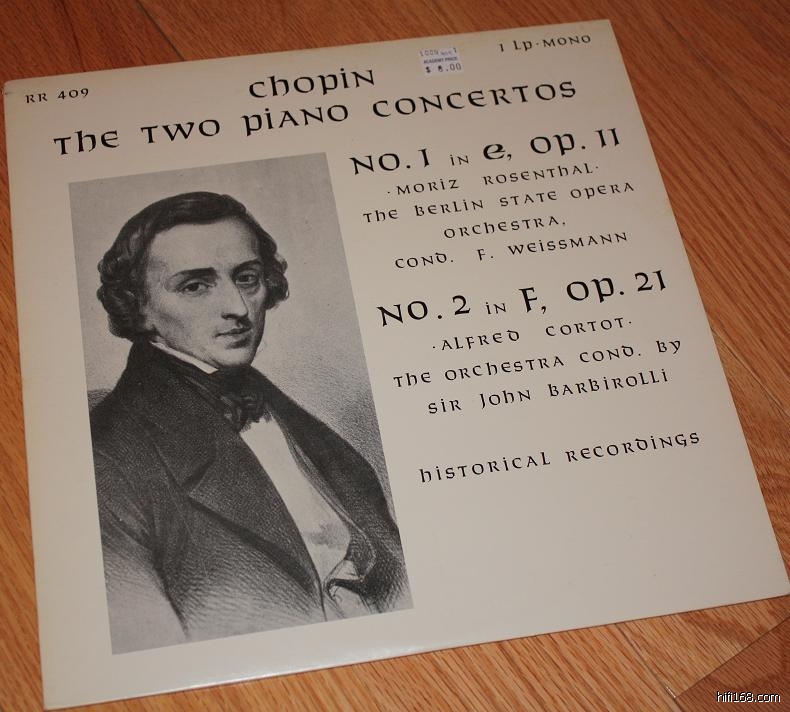 RR 409
1 LP·MONO
ACADEMY PRICE
$ 8.00
Chopin
The Two Piano Concertos
No. 1 in e, Op. 11
·Moriz Rosenthal·
The Berlin State Opera
Orchestra,
Cond. F. Weissmann
No. 2 in F, Op. 21
·Alfred Cortot·
The Orchestra Cond. by
Sir John Barbirolli
Historical Recordings
hifi168.com